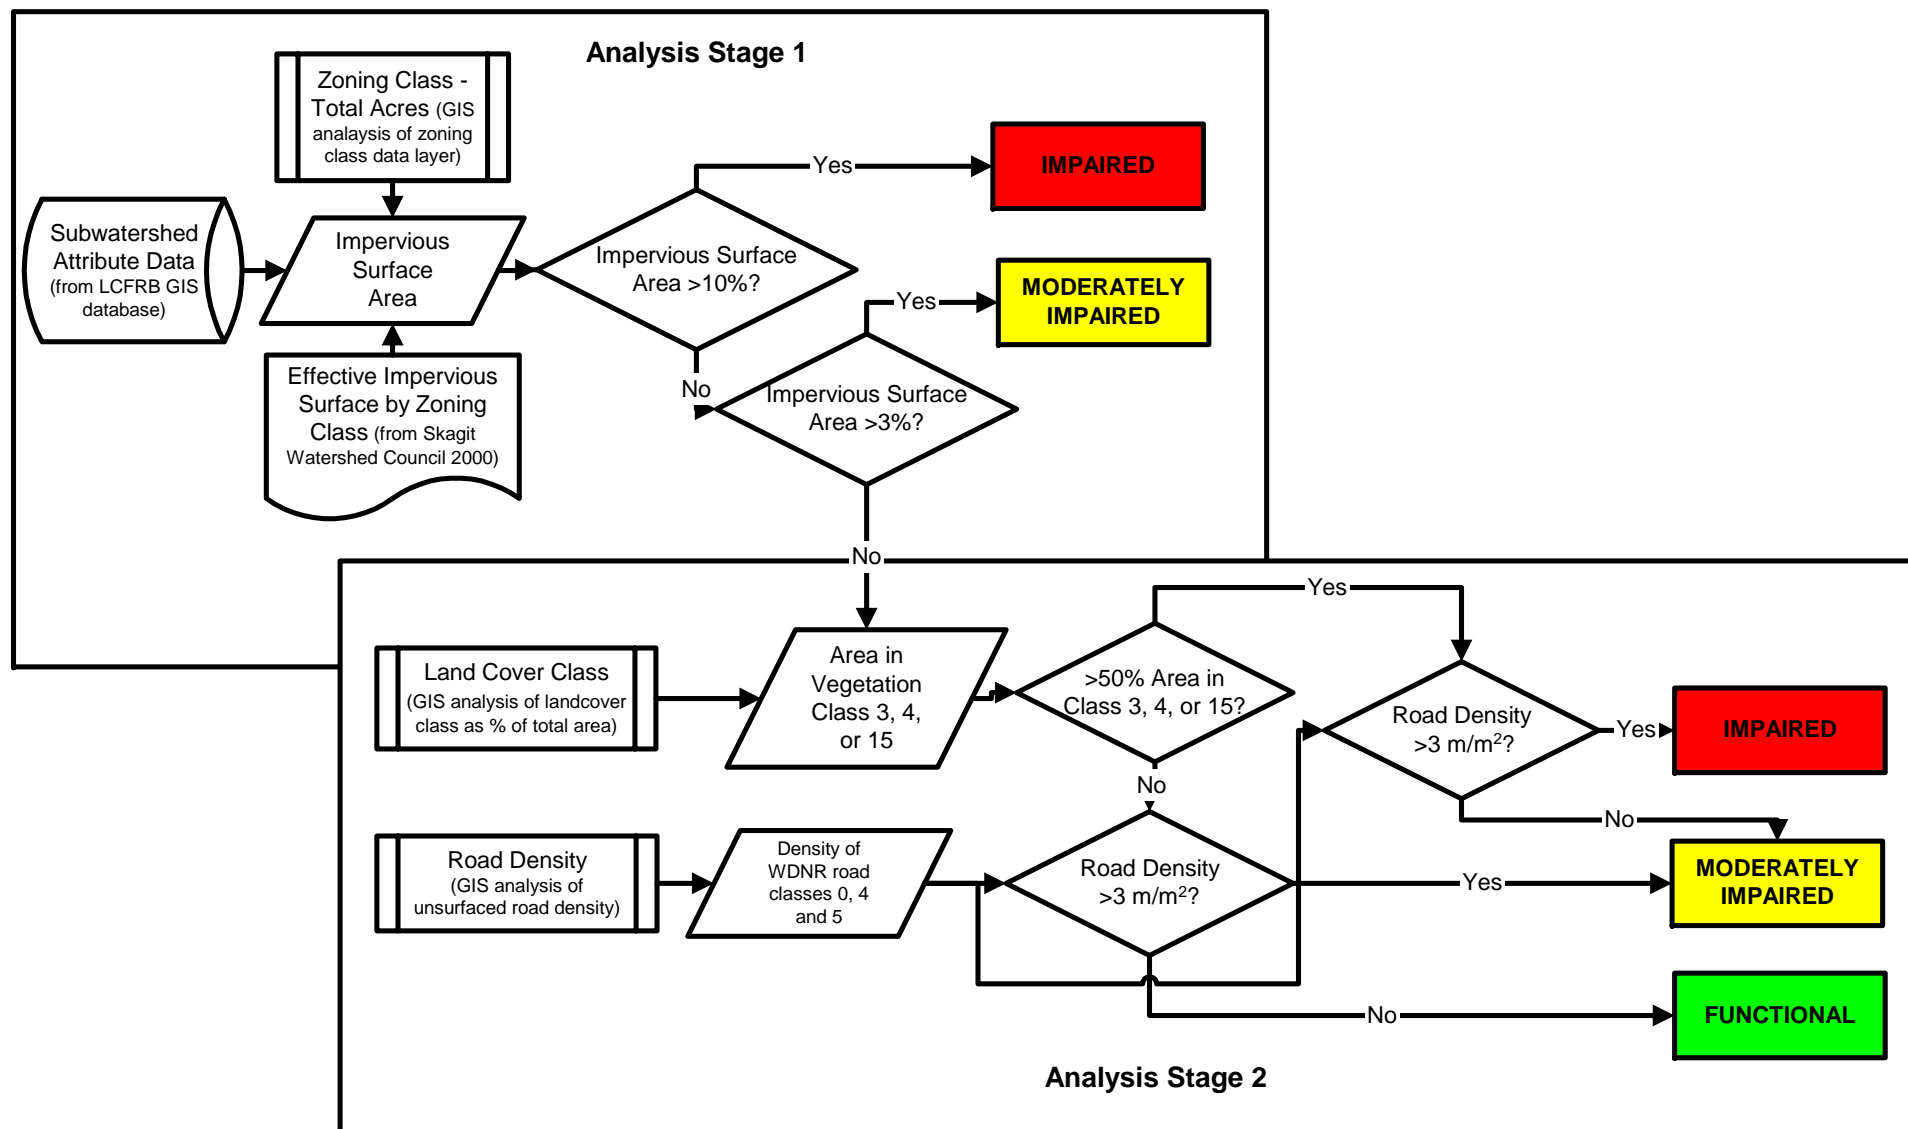 Analysis Stage 1
Zoning Class -
Total Acres (GIS
analaysis of zoning
class data layer)
Yes
IMPAIRED
Subwatershed
Attribute Data
(from LCFRB GIS
database)
Impervious
Surface
Area
Impervious Surface
Area >10%?
Yes
MODERATELY
IMPAIRED
Effective Impervious
Surface by Zoning
Class (from Skagit
Watershed Council 2000)
No
Impervious Surface
Area >3%?
No
Yes
Land Cover Class
(GIS analysis of landcover
class as % of total area)
Area in
Vegetation
Class 3, 4,
or 15
>50% Area in
Class 3, 4, or 15?
Road Density
>3 m/m²?
Yes
IMPAIRED
No
No
Road Density
(GIS analysis of
unsurfaced road density)
Density of
WDNR road
classes 0, 4
and 5
Road Density
>3 m/m²?
Yes
MODERATELY
IMPAIRED
No
FUNCTIONAL
Analysis Stage 2